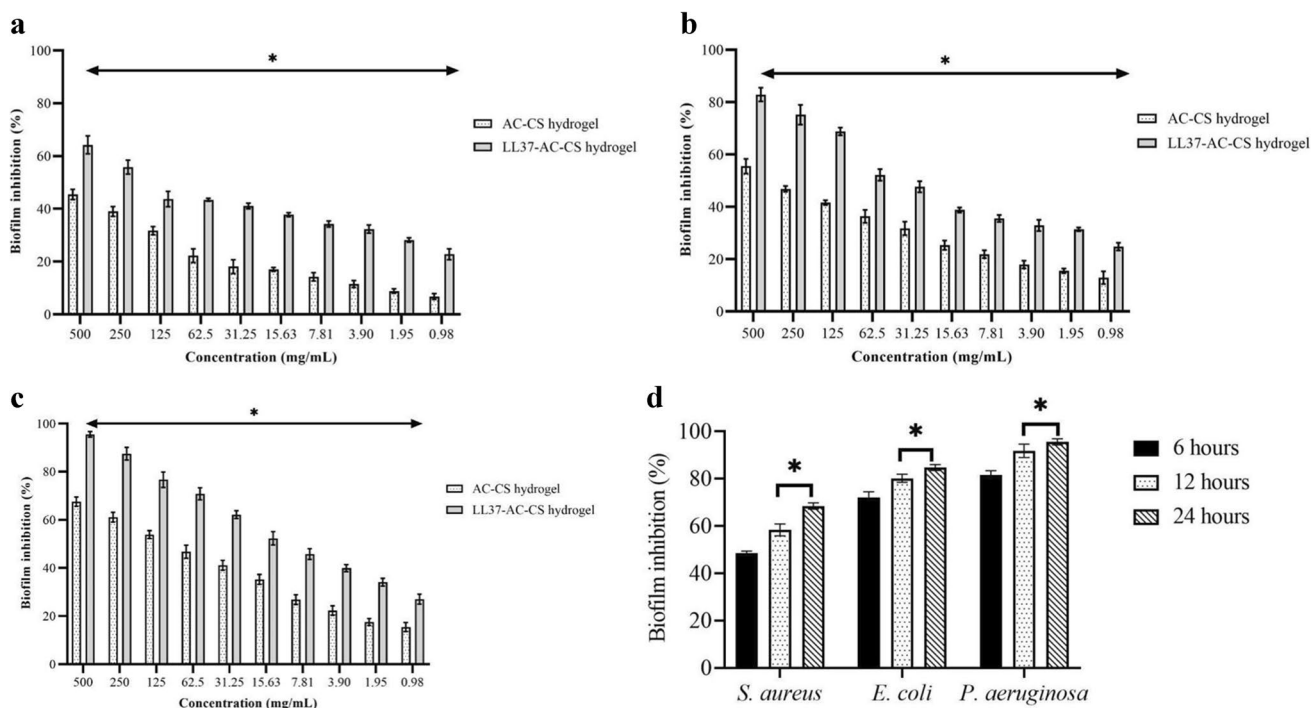 a
100
80
60
40
20
0
Biofilm inhibition (%)
*
AC-CS hydrogel
LL37-AC-CS hydrogel
500 250 125 62.5 31.25 15.63 7.81 3.90 1.95 0.98
Concentration (mg/mL)
b
100
80
60
40
20
0
Biofilm inhibition (%)
*
AC-CS hydrogel
LL37-AC-CS hydrogel
500 250 125 62.5 31.25 15.63 7.81 3.90 1.95 0.98
Concentration (mg/mL)
c
100
80
60
40
20
0
Biofilm inhibition (%)
*
AC-CS hydrogel
LL37-AC-CS hydrogel
500 250 125 62.5 31.25 15.63 7.81 3.90 1.95 0.98
Concentration (mg/mL)
d
100
80
60
40
20
0
Biofilm inhibition (%)
* * *
6 hours
12 hours
24 hours
S. aureus E. coli P. aeruginosa